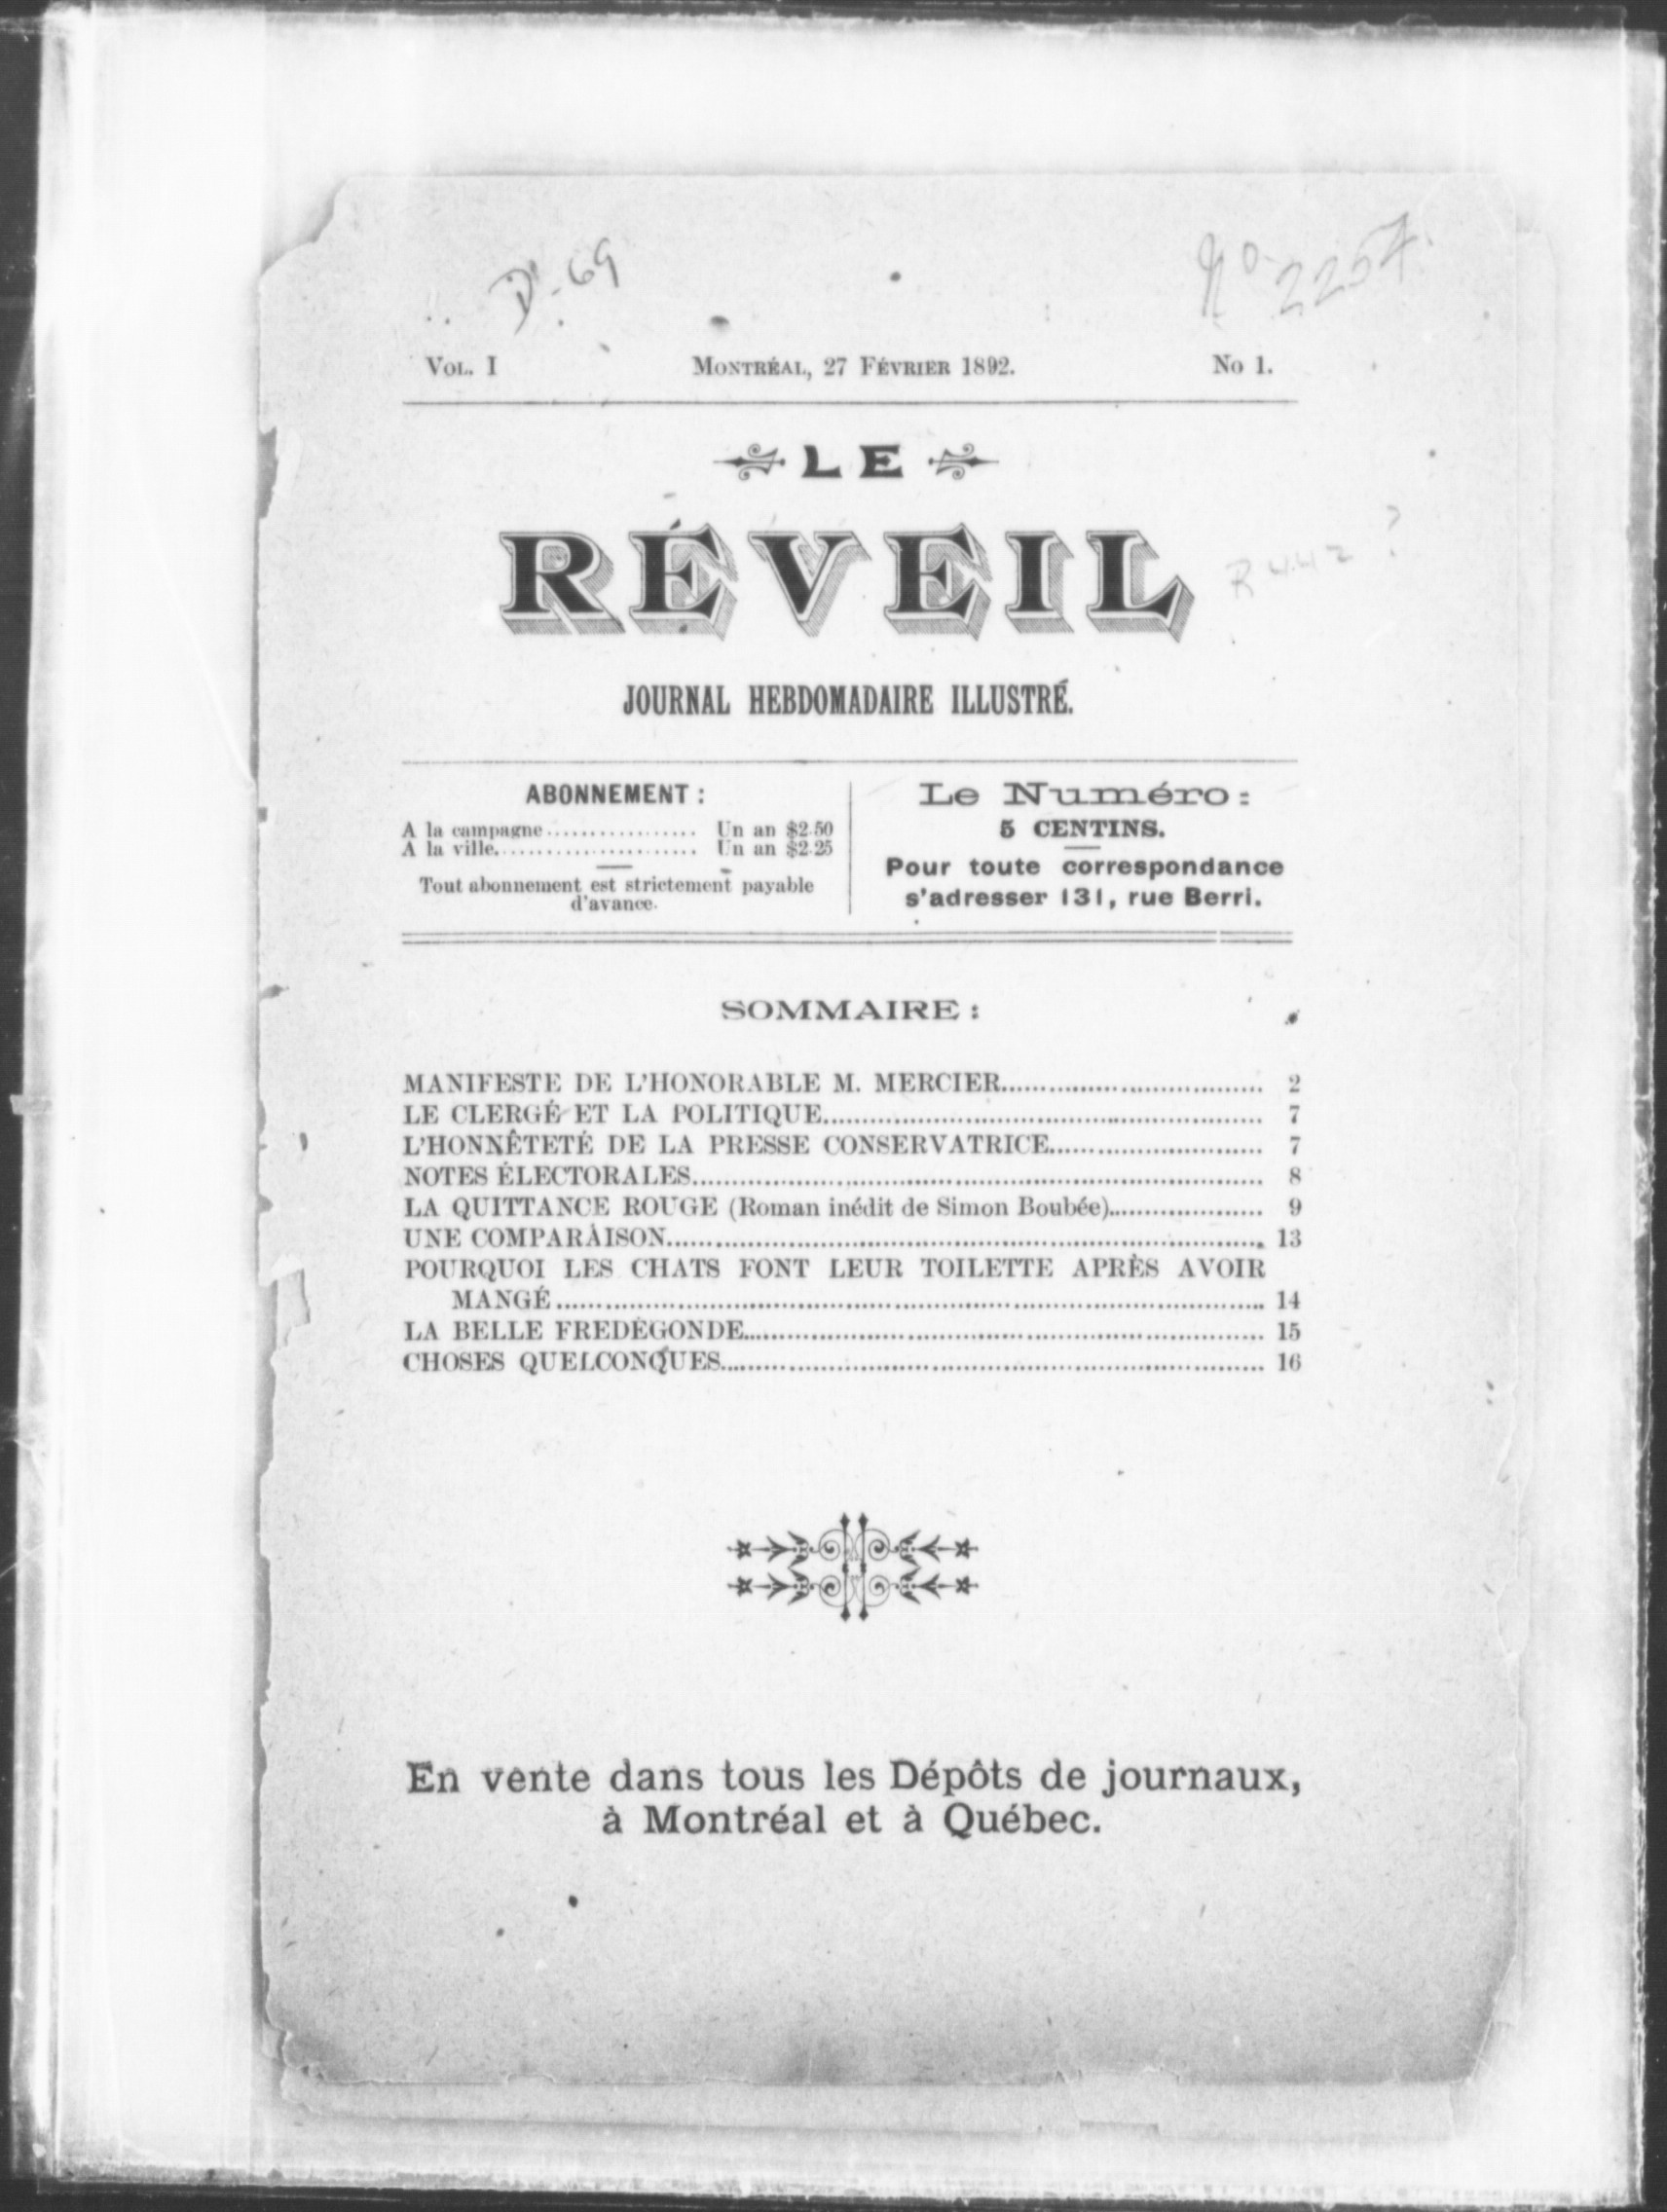 D-69
No 2257
VOL. I MONTRÉAL, 27 FÉVRIER 1892. No 1.
LE
RÉVEIL
R442?
JOURNAL HEBDOMADAIRE ILLUSTRÉ.
ABONNEMENT :
A la campagne................. Un an $2.50
A la ville....................... Un an $2.25
Tout abonnement est strictement payable
d'avance.
Le Numéro :
5 CENTINS.
Pour toute correspondance
s'adresser 131, rue Berri.
SOMMAIRE :
MANIFESTE DE L'HONORABLE M. MERCIER................................ 2
LE CLERGÉ ET LA POLITIQUE........................................................ 7
L'HONNÊTETÉ DE LA PRESSE CONSERVATRICE........................... 7
NOTES ÉLECTORALES........................................................................ 8
LA QUITTANCE ROUGE (Roman inédit de Simon Boubée)................... 9
UNE COMPARAISON........................................................................... 13
POURQUOI LES CHATS FONT LEUR TOILETTE APRÈS AVOIR
MANGÉ.......................................................................................... 14
LA BELLE FREDÉGONDE.................................................................. 15
CHOSES QUELCONQUES.................................................................... 16
En vente dans tous les Dépôts de journaux,
à Montréal et à Québec.